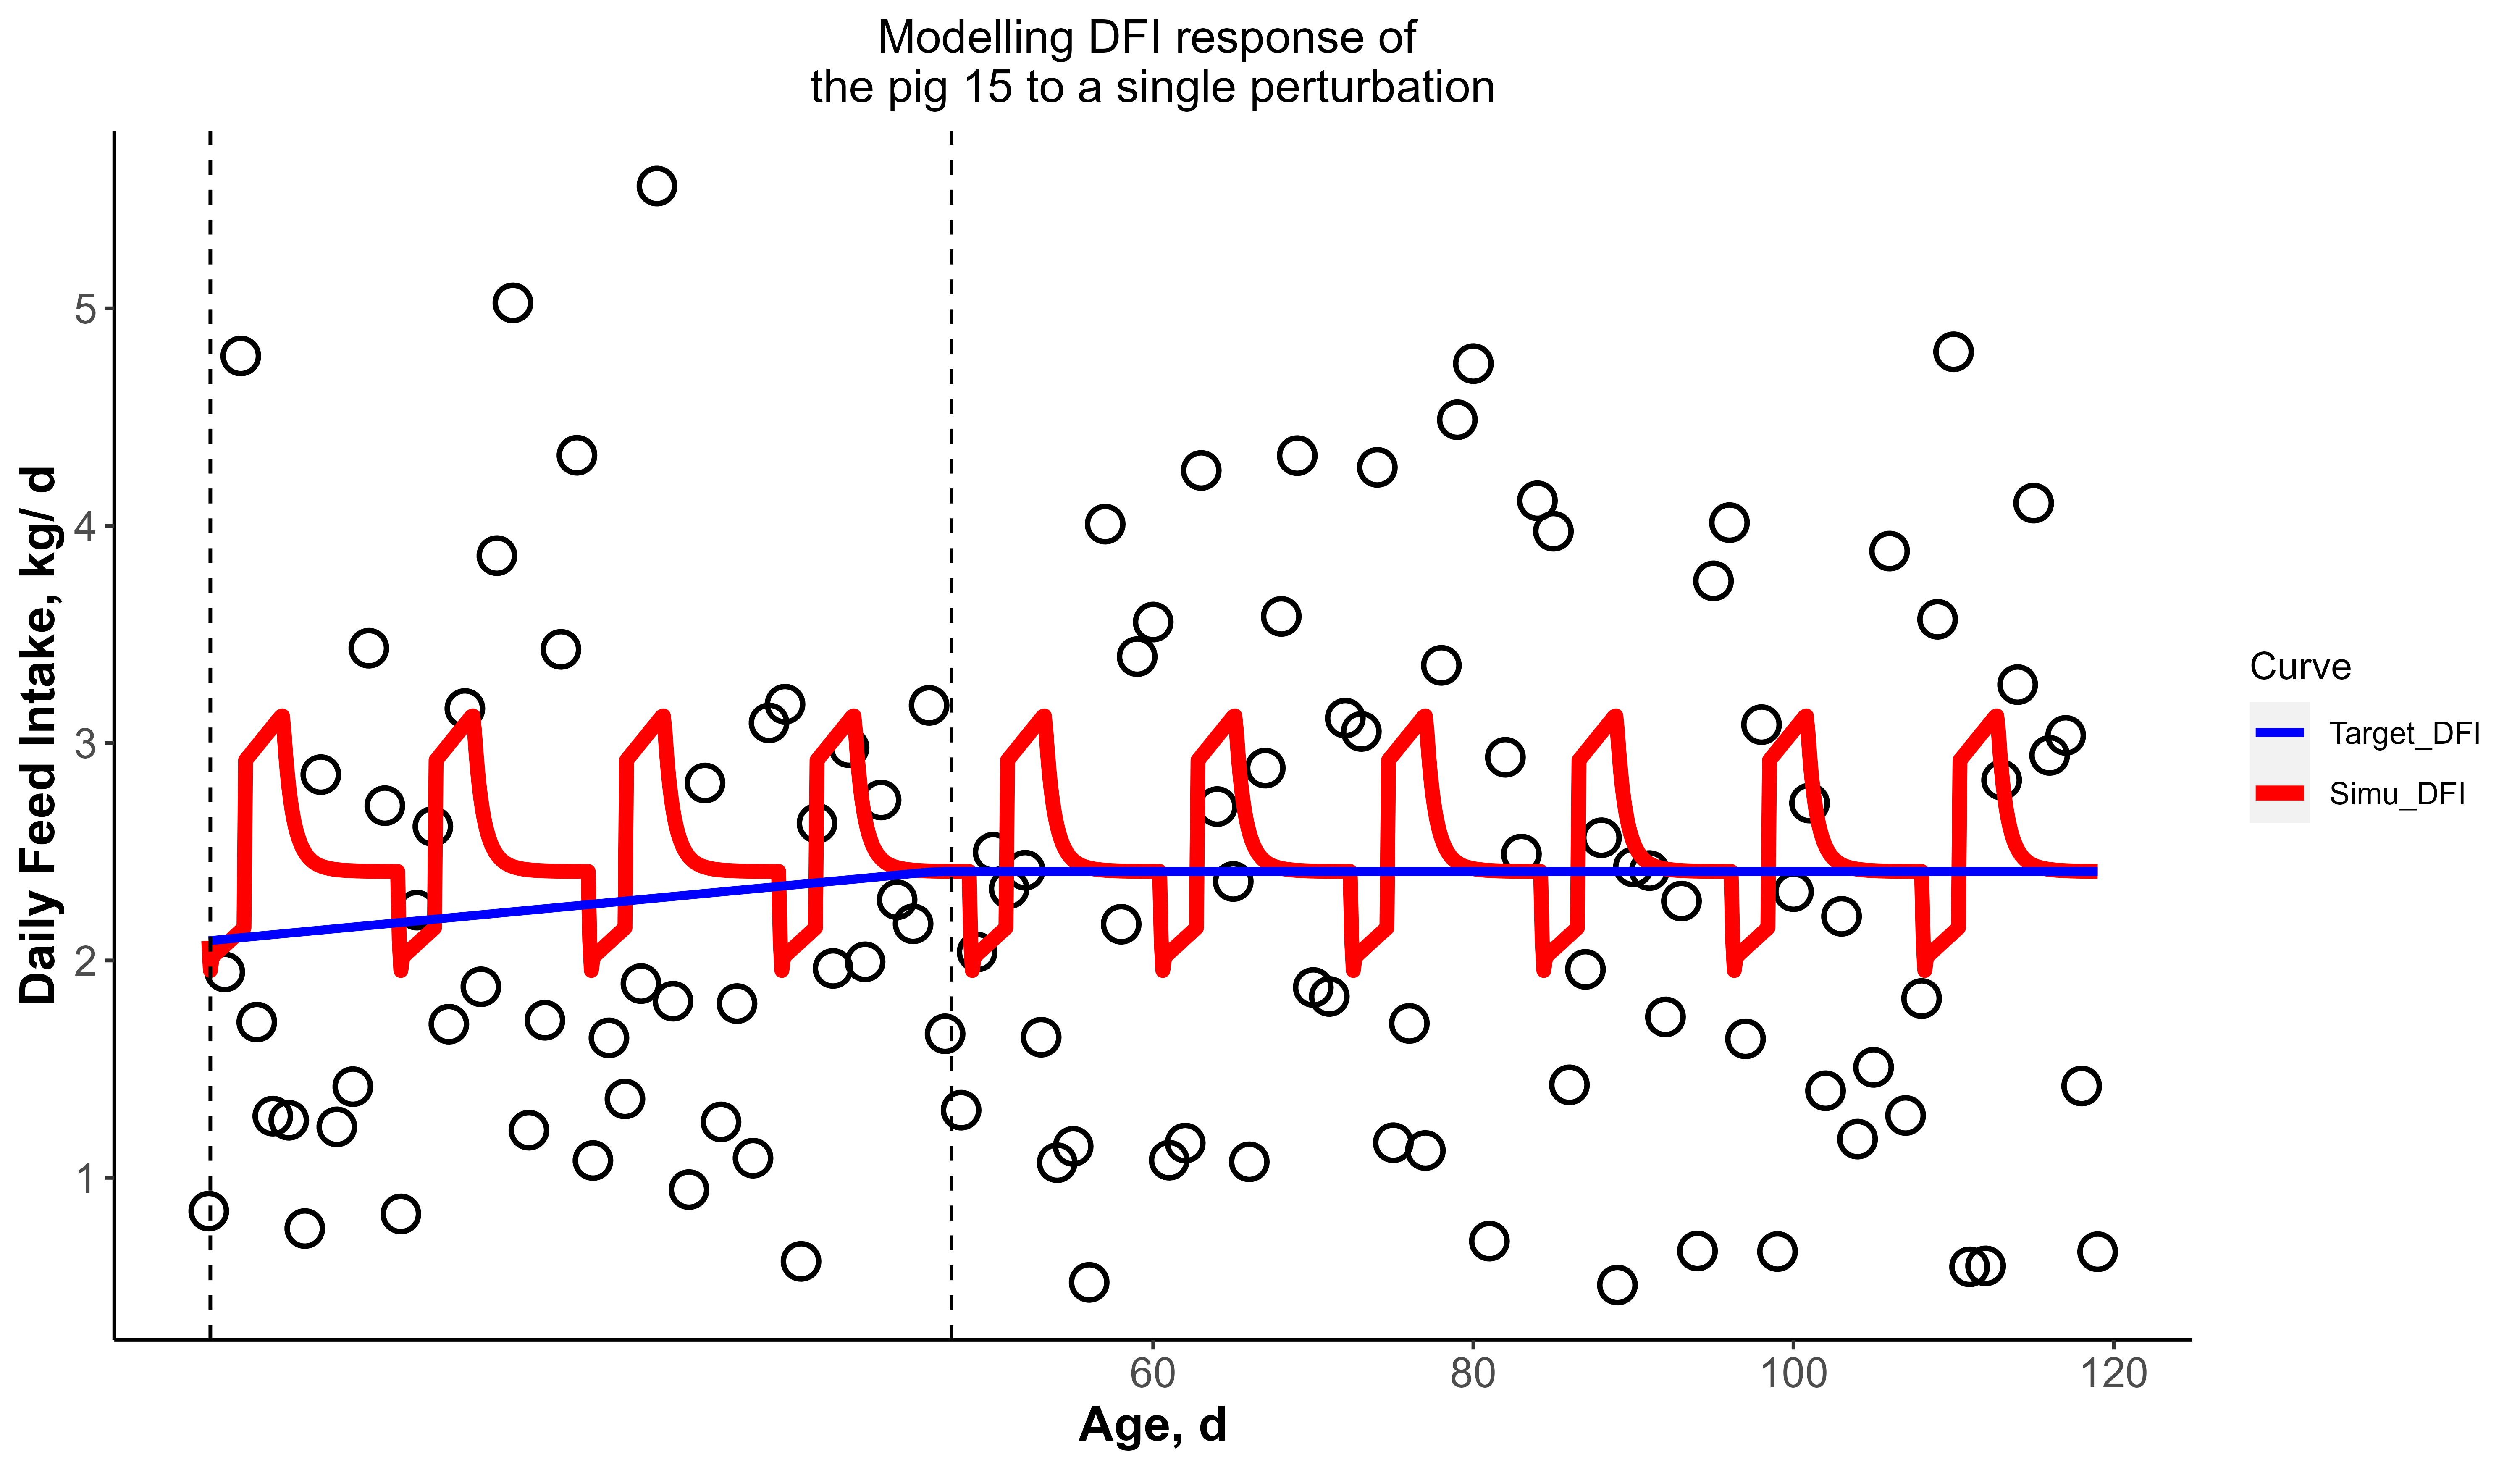 Modelling DFI response of
the pig 15 to a single perturbation
Daily Feed Intake, kg/ d
5
4
3
2
1
60
80
100
120
Age, d
Curve
Target_DFI
Simu_DFI